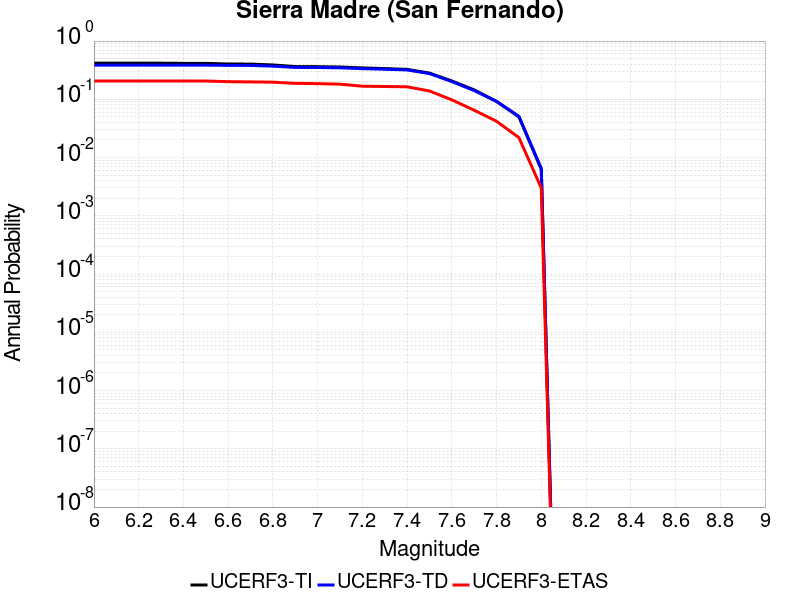 Sierra Madre (San Fernando)
Annual Probability
10^0
10^-1
10^-2
10^-3
10^-4
10^-5
10^-6
10^-7
10^-8
6 6.2 6.4 6.6 6.8 7 7.2 7.4 7.6 7.8 8 8.2 8.4 8.6 8.8 9
Magnitude
UCERF3-TI UCERF3-TD UCERF3-ETAS